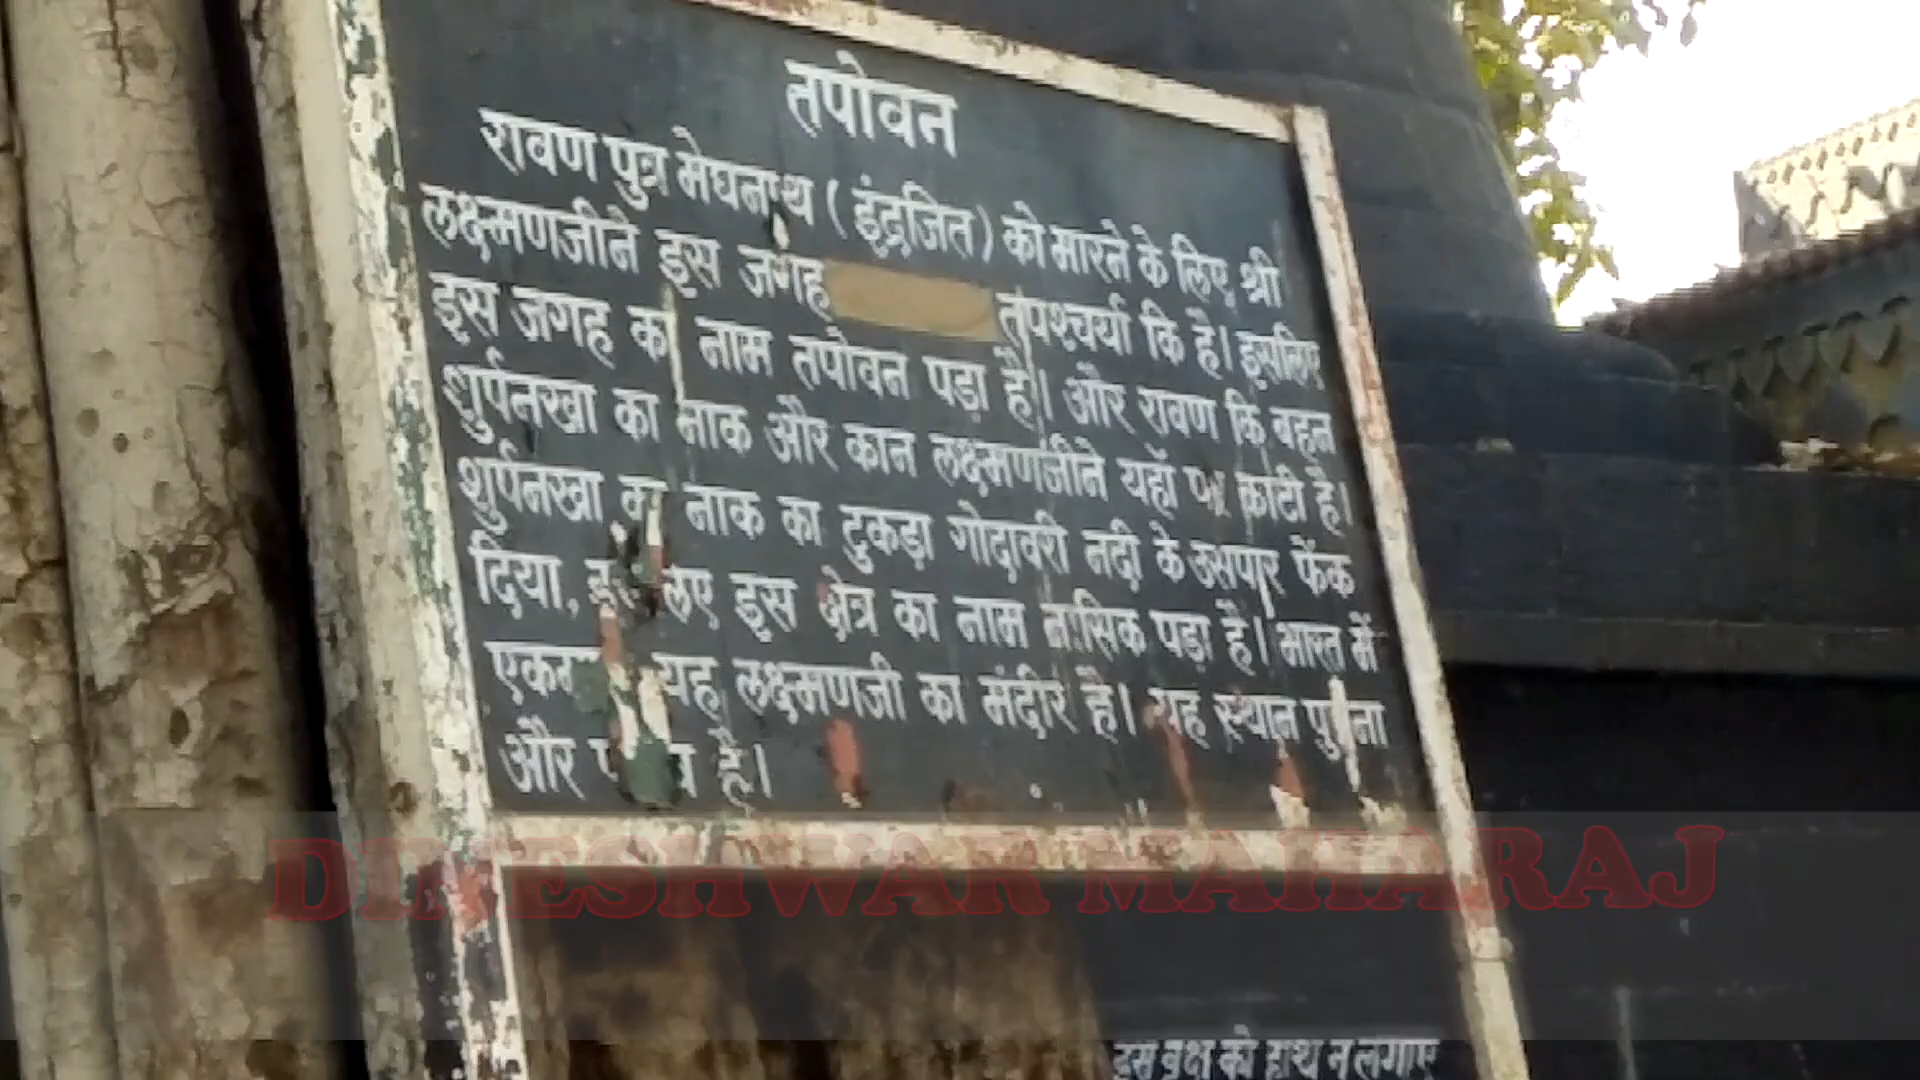 तपोवन
रावण पुत्र मेघनाथ ( इंद्रजित ) को मारने के लिए श्री
लक्ष्मणजीने इस जगह तपश्चर्या कि है। इसलिए
इस जगह का नाम तपोवन पड़ा है। और रावण कि बहन
शुर्पनखा का नाक और कान लक्ष्मणजीने यहाँ पर काटी है।
शुर्पनखा का नाक का टुकड़ा गोदावरी नदी के उसपार फेंक
दिया, इस क्षेत्र का नाम नासिक पड़ा है। भारत में
यह लक्ष्मणजी का मंदीर है। यह स्थान
और है।
DINESHWAR MAHARAJ
इस वृक्ष को हाथ न लगाए